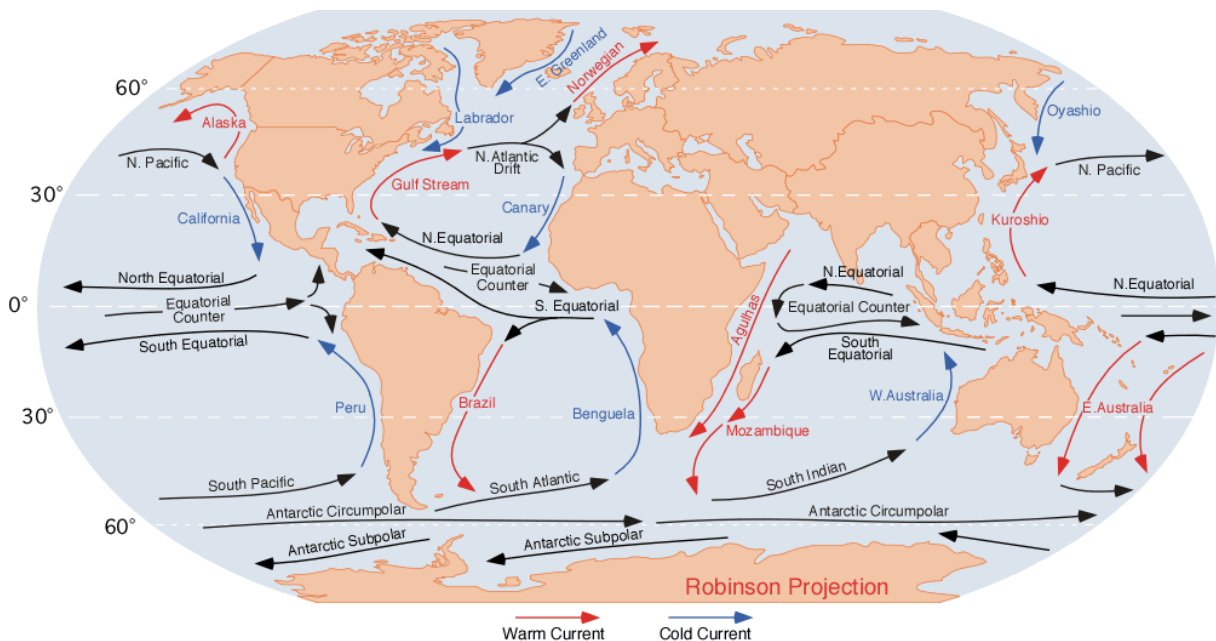 60°
30°
0°
30°
60°
Alaska
N. Pacific
California
North Equatorial
Equatorial
Counter
South Equatorial
Peru
South Pacific
Antarctic Circumpolar
Antarctic Subpolar
Labrador
E. Greenland
Norwegian
Gulf Stream
N. Atlantic
Drift
Canary
N.Equatorial
Equatorial
Counter
S. Equatorial
Brazil
Benguela
South Atlantic
Antarctic Subpolar
Agulhas
Mozambique
N.Equatorial
Equatorial Counter
South
Equatorial
W.Australia
South Indian
Antarctic Circumpolar
Oyashio
N. Pacific
Kuroshio
N.Equatorial
E.Australia
Robinson Projection
Warm Current
Cold Current